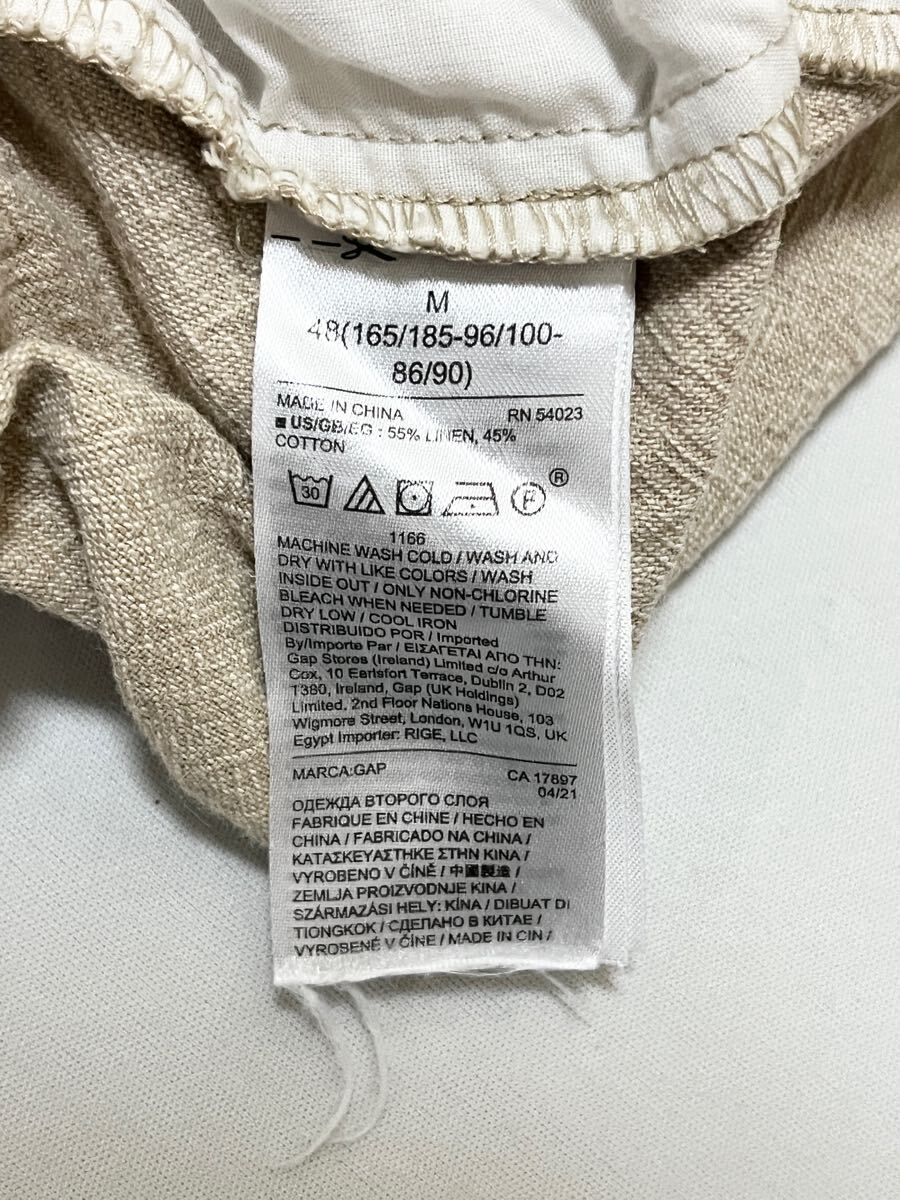 M
48(165/185-96/100-
86/90)
MADE IN CHINA RN 54023
US/GB/EG : 55% LINEN, 45%
COTTON
30 P ®
1166
MACHINE WASH COLD / WASH AND
DRY WITH LIKE COLORS / WASH
INSIDE OUT / ONLY NON-CHLORINE
BLEACH WHEN NEEDED / TUMBLE
DRY LOW / COOL IRON
DISTRIBUIDO POR / Imported
By/Importe Par / ΕΙΣΑΓΕΤΑΙ ΑΠΟ ΤΗΝ:
Gap Stores (Ireland) Limited c/o Arthur
Cox, 10 Earlsfort Terrace, Dublin 2, D02
T380, Ireland, Gap (UK Holdings)
Limited, 2nd Floor Nations House, 103
Wigmore Street, London, W1U 1QS, UK
Egypt Importer: RIGE, LLC
MARCA:GAP CA 17897
04/21
ОДЕЖДА ВТОРОГО СЛОЯ
FABRIQUE EN CHINE / HECHO EN
CHINA / FABRICADO NA CHINA /
ΚΑΤΑΣΚΕΥΑΣΤΗΚΕ ΣΤΗΝ ΚΙΝΑ /
VYROBENO V ČÍNĚ / 中國製造 /
ZEMLJA PROIZVODNJE KINA /
SZÁRMAZÁSI HELY: KÍNA / DIBUAT DI
TIONGKOK / СДЕЛАНО В КИТАЕ /
VYROBENÉ V ČÍNE / MADE IN CIN /